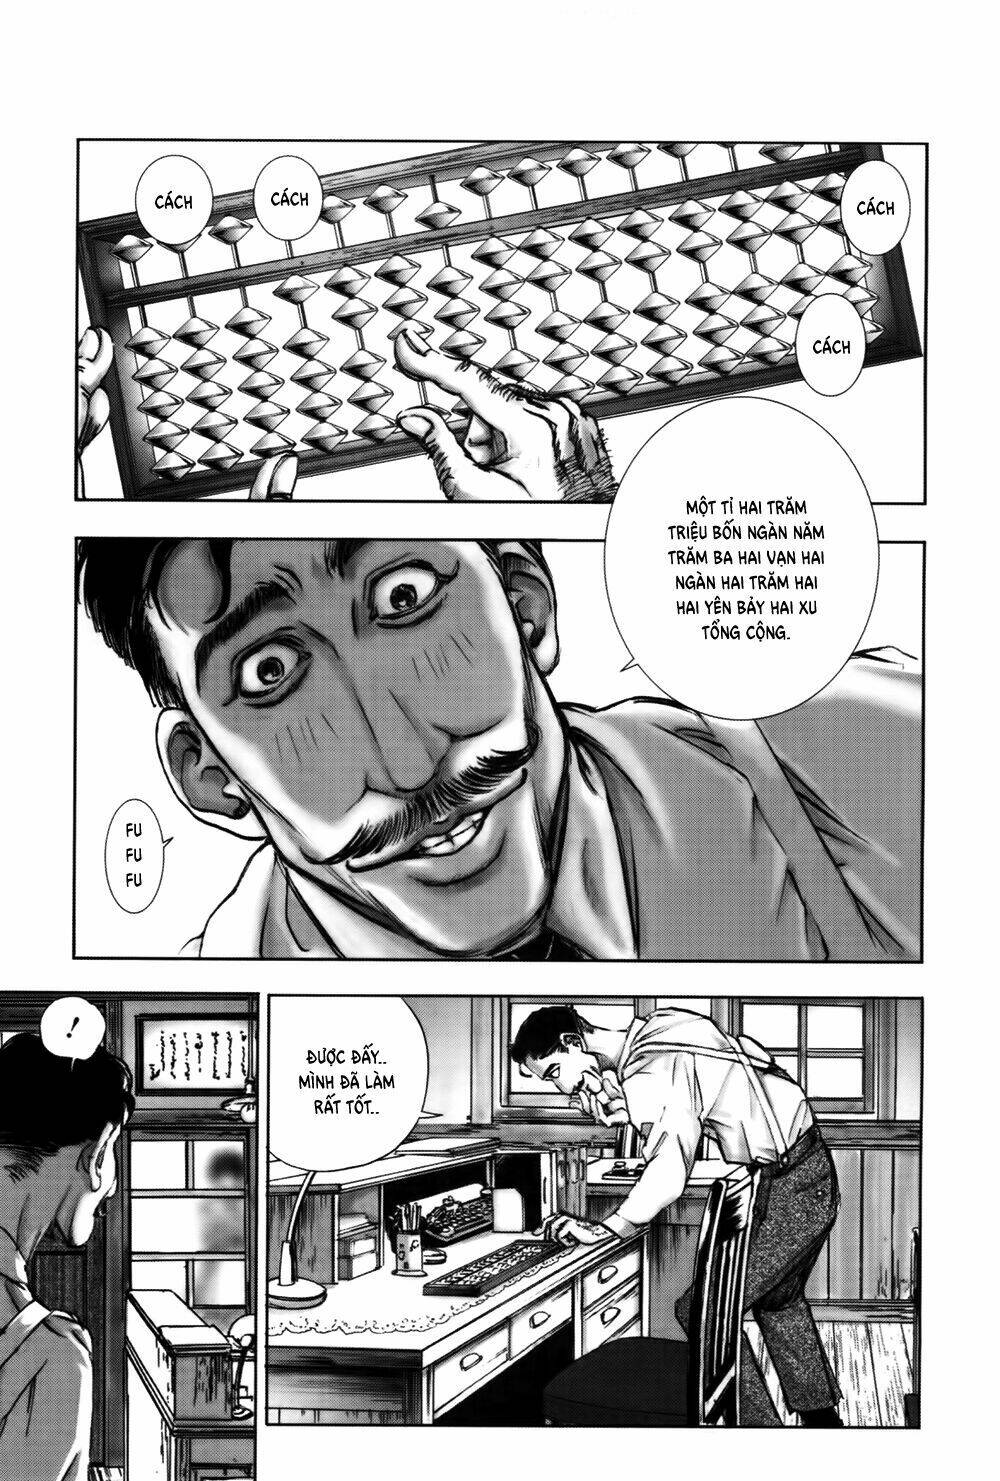 CÁCH
CÁCH
CÁCH
CÁCH
MỘT TỈ HAI TRĂM
TRIỆU BỐN NGÀN NĂM
TRĂM BA HAI VẠN HAI
NGÀN HAI TRĂM HAI
HAI YÊN BẢY HAI XU
TỔNG CỘNG.
FU
FU
FU
ĐƯỢC ĐẤY..
MÌNH ĐÃ LÀM
RẤT TỐT..
!